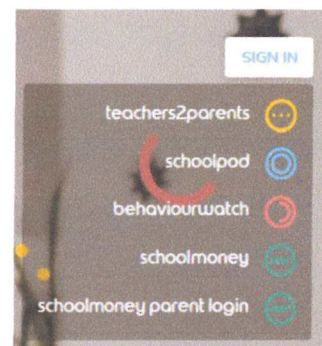 SIGN IN
teachers2parents
schoolpod
behaviourwatch
schoolmoney
schoolmoney parent login